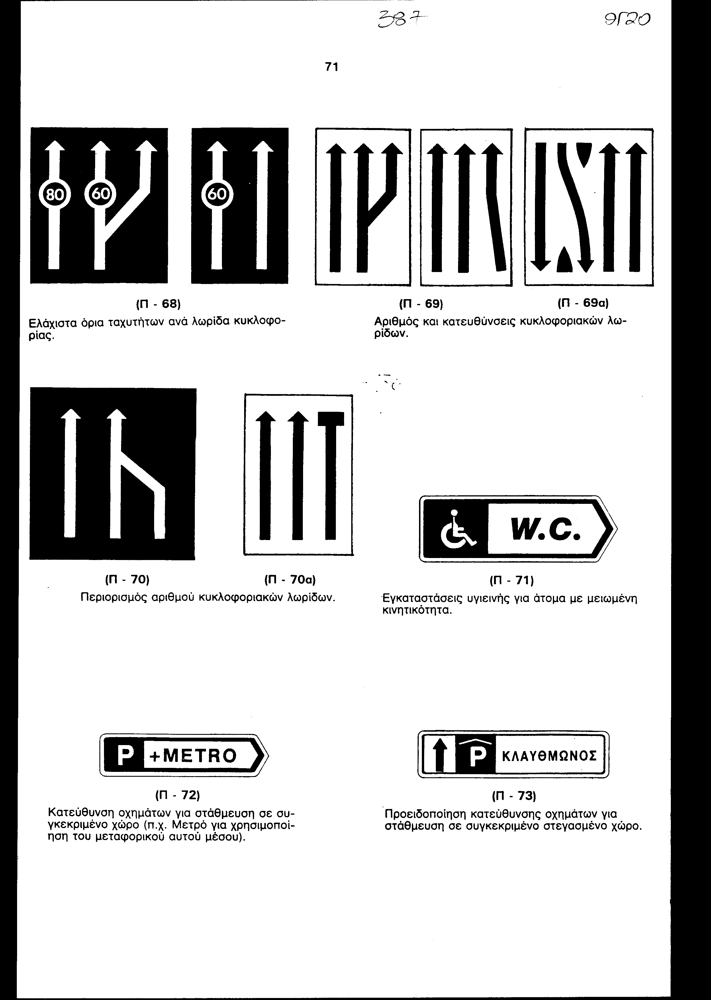 387
9520
71
80
60
60
(Π - 68)
Ελάχιστα όρια ταχυτήτων ανά λωρίδα κυκλοφο-
ρίας.
(Π - 69)
(Π - 69α)
Αριθμός και κατευθύνσεις κυκλοφοριακών λω-
ρίδων.
(Π - 70)
(Π - 70α)
Περιορισμός αριθμού κυκλοφοριακών λωρίδων.
W.C.
(Π - 71)
Εγκαταστάσεις υγιεινής για άτομα με μειωμένη
κινητικότητα.
P +METRO
(Π - 72)
Κατεύθυνση οχημάτων για στάθμευση σε συ-
γκεκριμένο χώρο (π.χ. Μετρό για χρησιμοποί-
ηση του μεταφορικού αυτού μέσου).
P ΚΛΑΥΘΜΩΝΟΣ
(Π - 73)
Προειδοποίηση κατεύθυνσης οχημάτων για
στάθμευση σε συγκεκριμένο στεγασμένο χώρο.